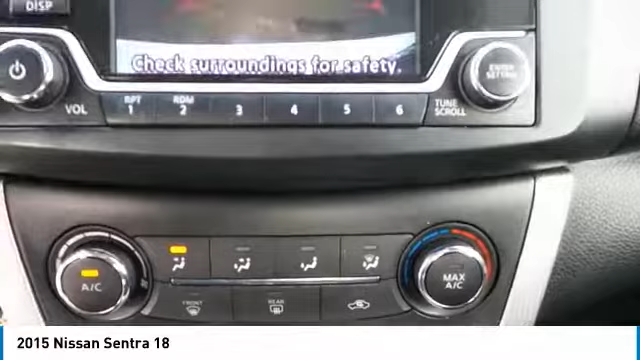 DISP
Check surroundings for safety.
VOL
RPT RDM
1 2 3 4 5 6
TUNE
SCROLL
ENTER
SETTING
A/C
FRONT
REAR
MAX
A/C
2015 Nissan Sentra 18